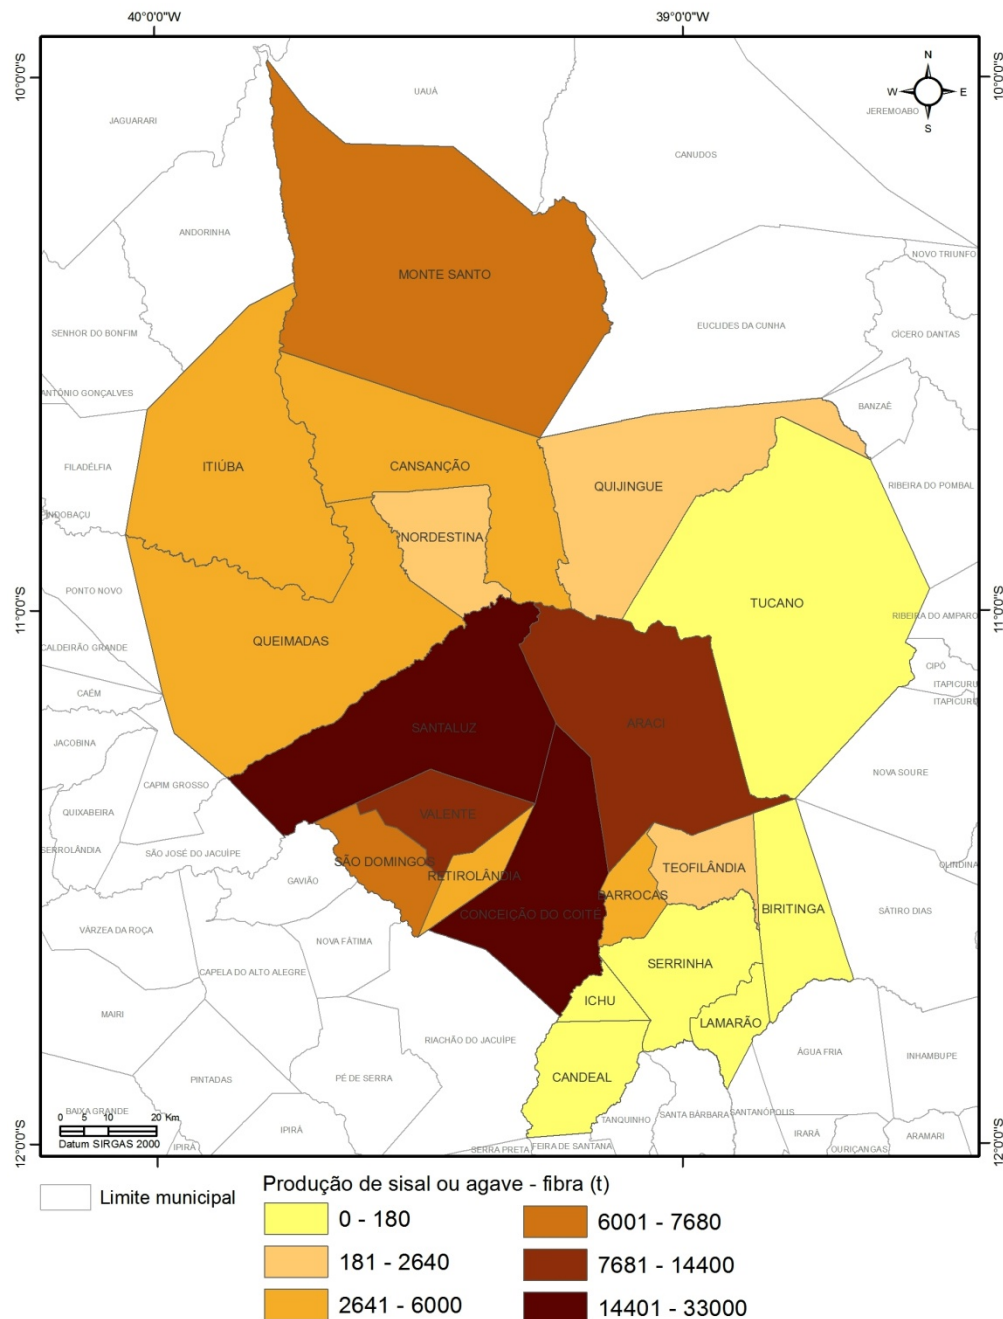 40°0'0"W
39°0'0"W
10°0'0"S
10°0'0"S
N
W
E
S
UAUÁ
JAGUARARI
JEREMOABO
CANUDOS
ANDORINHA
NOVO TRIUNFO
MONTE SANTO
EUCLIDES DA CUNHA
SENHOR DO BONFIM
CÍCERO DANTAS
ANTÔNIO GONÇALVES
BANZAÊ
FILADÉLFIA
ITIÚBA
CANSANÇÃO
QUIJINGUE
RIBEIRA DO POMBAL
PINDOBAÇU
NORDESTINA
PONTO NOVO
TUCANO
11°0'0"S
11°0'0"S
RIBEIRA DO AMPARO
CALDEIRÃO GRANDE
QUEIMADAS
CIPÓ
ITAPICURU
CAÉM
ITAPICURU
SANTALUZ
ARACI
JACOBINA
NOVA SOURE
CAPIM GROSSO
QUIXABEIRA
VALENTE
SERROLÂNDIA
SÃO JOSÉ DO JACUÍPE
SÃO DOMINGOS
TEOFILÂNDIA
OLINDINA
GAVIÃO
RETIROLÂNDIA
BARROCAS
BIRITINGA
CONCEIÇÃO DO COITÉ
SÁTIRO DIAS
VÁRZEA DA ROÇA
NOVA FÁTIMA
SERRINHA
CAPELA DO ALTO ALEGRE
ICHU
MAIRI
LAMARÃO
RIACHÃO DO JACUÍPE
ÁGUA FRIA
INHAMBUPE
PINTADAS
PÉ DE SERRA
CANDEAL
BAIXA GRANDE
TANQUINHO
SANTA BÁRBARA
SANTANÓPOLIS
IPIRÁ
IRARÁ
ARAMARI
0 5 10 20 Km
Datum SIRGAS 2000
IPIRÁ
SERRA PRETA
FEIRA DE SANTANA
OURIÇANGAS
12°0'0"S
12°0'0"S
Limite municipal
Produção de sisal ou agave - fibra (t)
0 - 180
181 - 2640
2641 - 6000
6001 - 7680
7681 - 14400
14401 - 33000